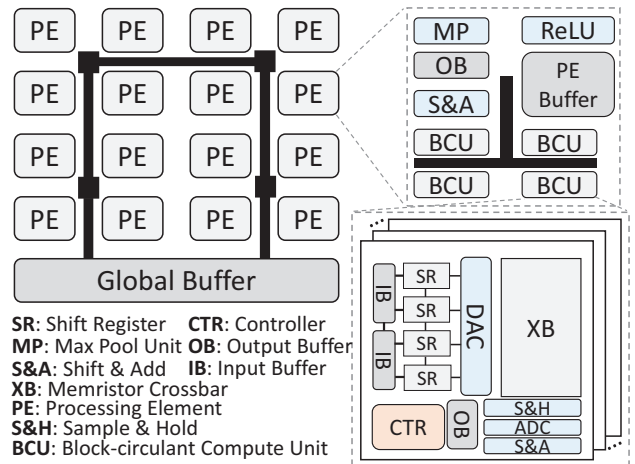 PE PE PE PE
PE PE PE PE
PE PE PE PE
PE PE PE PE
Global Buffer
SR: Shift Register CTR: Controller
MP: Max Pool Unit OB: Output Buffer
S&A: Shift & Add IB: Input Buffer
XB: Memristor Crossbar
PE: Processing Element
S&H: Sample & Hold
BCU: Block-circulant Compute Unit
MP ReLU
OB
PE
Buffer
S&A
BCU BCU
BCU BCU
IB
IB
SR
SR
SR
SR
DAC
XB
CTR
OB
S&H
ADC
S&A